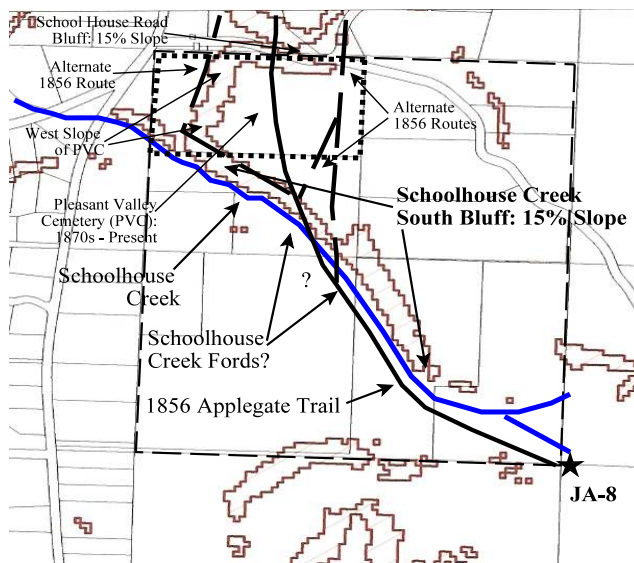 School House Road
Bluff: 15% Slope
Alternate
1856 Route
West Slope
of PVC
Alternate
1856 Routes
Pleasant Valley
Cemetery (PVC):
1870s - Present
Schoolhouse Creek
South Bluff: 15% Slope
Schoolhouse
Creek
?
Schoolhouse
Creek Fords?
1856 Applegate Trail
JA-8